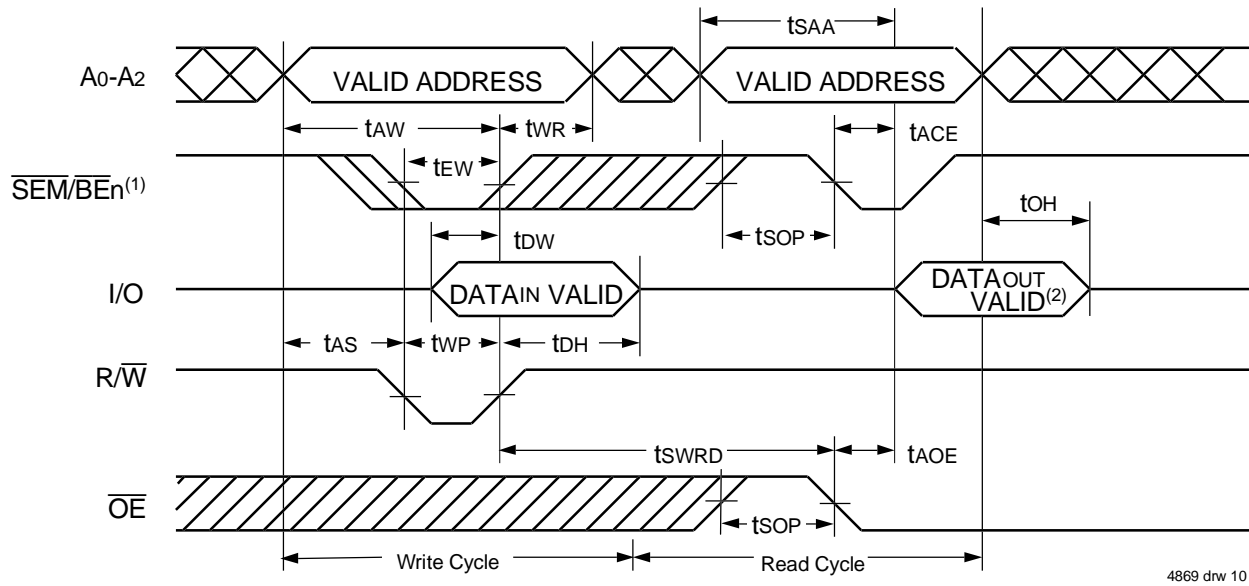 tSAA
A0-A2
VALID ADDRESS
VALID ADDRESS
tAW
tWR
tACE
tEW
SEM/BEn(1)
tSOP
tOH
tDW
I/O
DATAIN VALID
DATAOUT
VALID(2)
tAS
tWP
tDH
R/W
tSWRD
tAOE
OE
tSOP
Write Cycle
Read Cycle
4869 drw 10